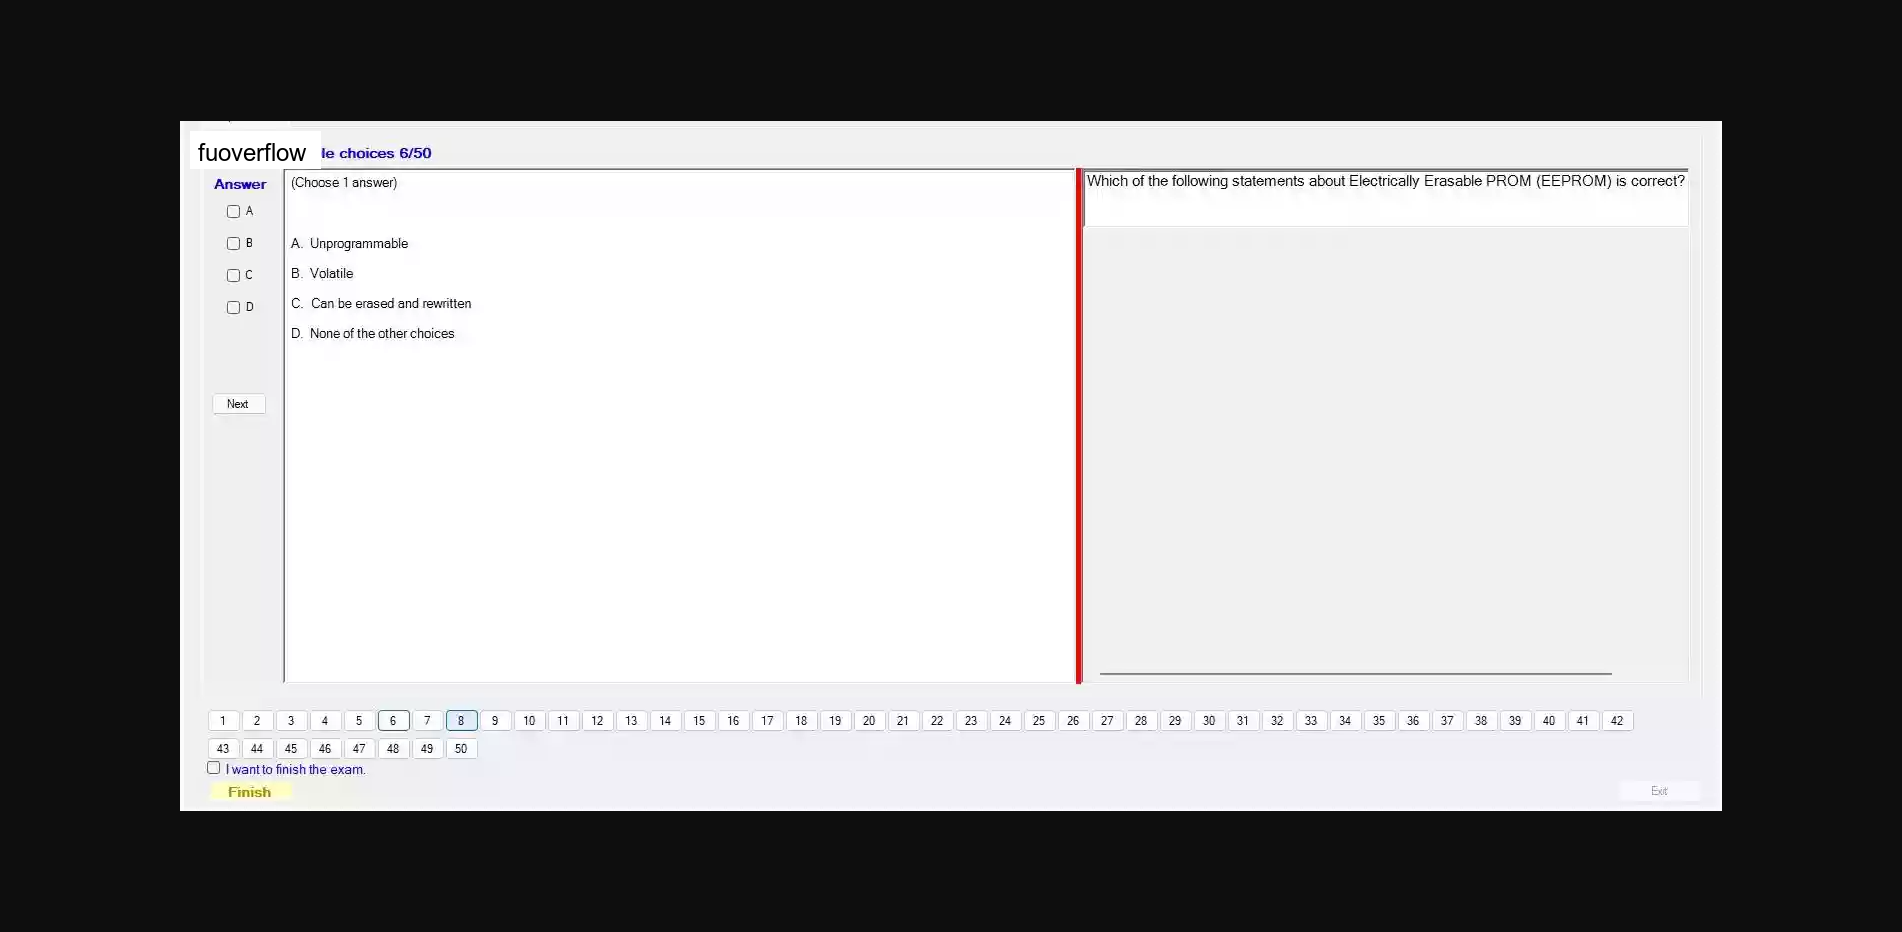 fuoverflow le choices 6/50
Answer
(Choose 1 answer)
Which of the following statements about Electrically Erasable PROM (EEPROM) is correct?
A
B
C
D
A. Unprogrammable
B. Volatile
C. Can be erased and rewritten
D. None of the other choices
Next
1 2 3 4 5 6 7 8 9 10 11 12 13 14 15 16 17 18 19 20 21 22 23 24 25 26 27 28 29 30 31 32 33 34 35 36 37 38 39 40 41 42
43 44 45 46 47 48 49 50
I want to finish the exam.
Finish
Exit